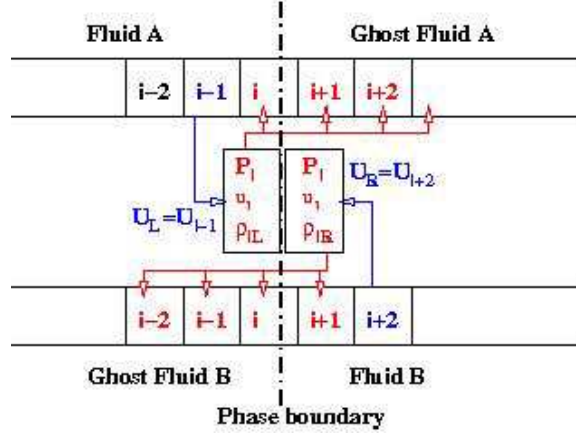 Fluid A Ghost Fluid A
i−2 i−1 i i+1 i+2
P_I P_I
u_I u_I
ρ_IL ρ_IR
U_L=U_i−1
U_R=U_i+2
i−2 i−1 i i+1 i+2
Ghost Fluid B Fluid B
Phase boundary